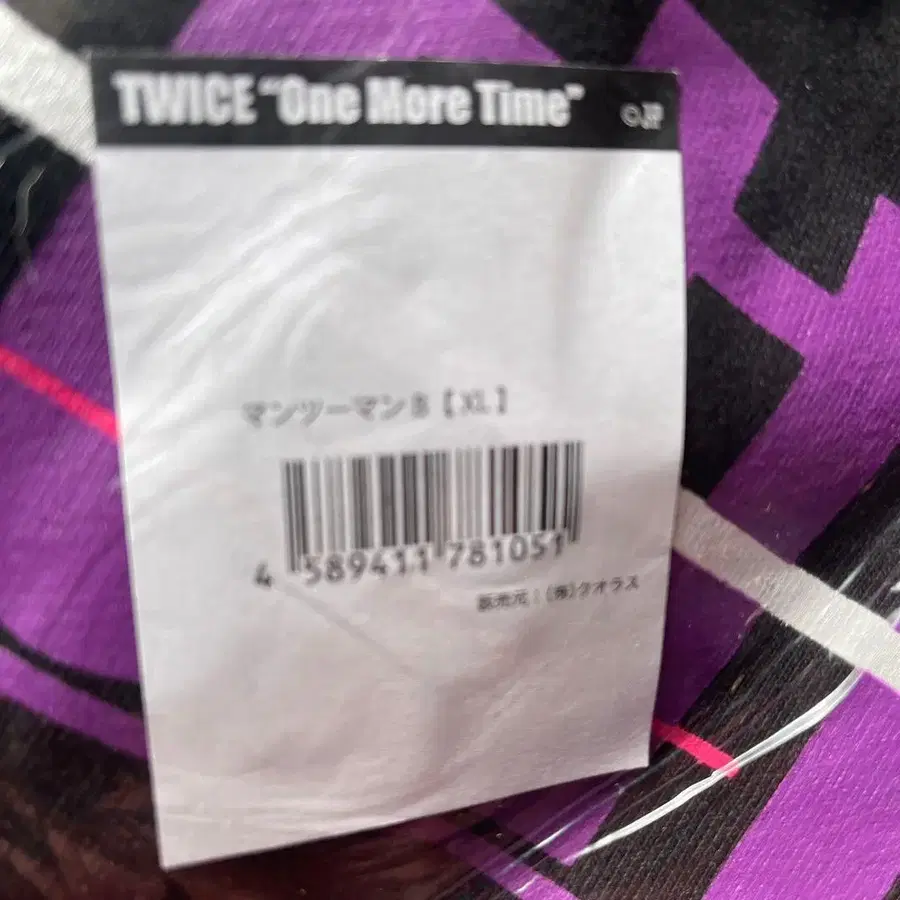 TWICE "One More Time" ©JP
マンツーマンB【XL】
4 589411 781051
販売元：(株)クオラス